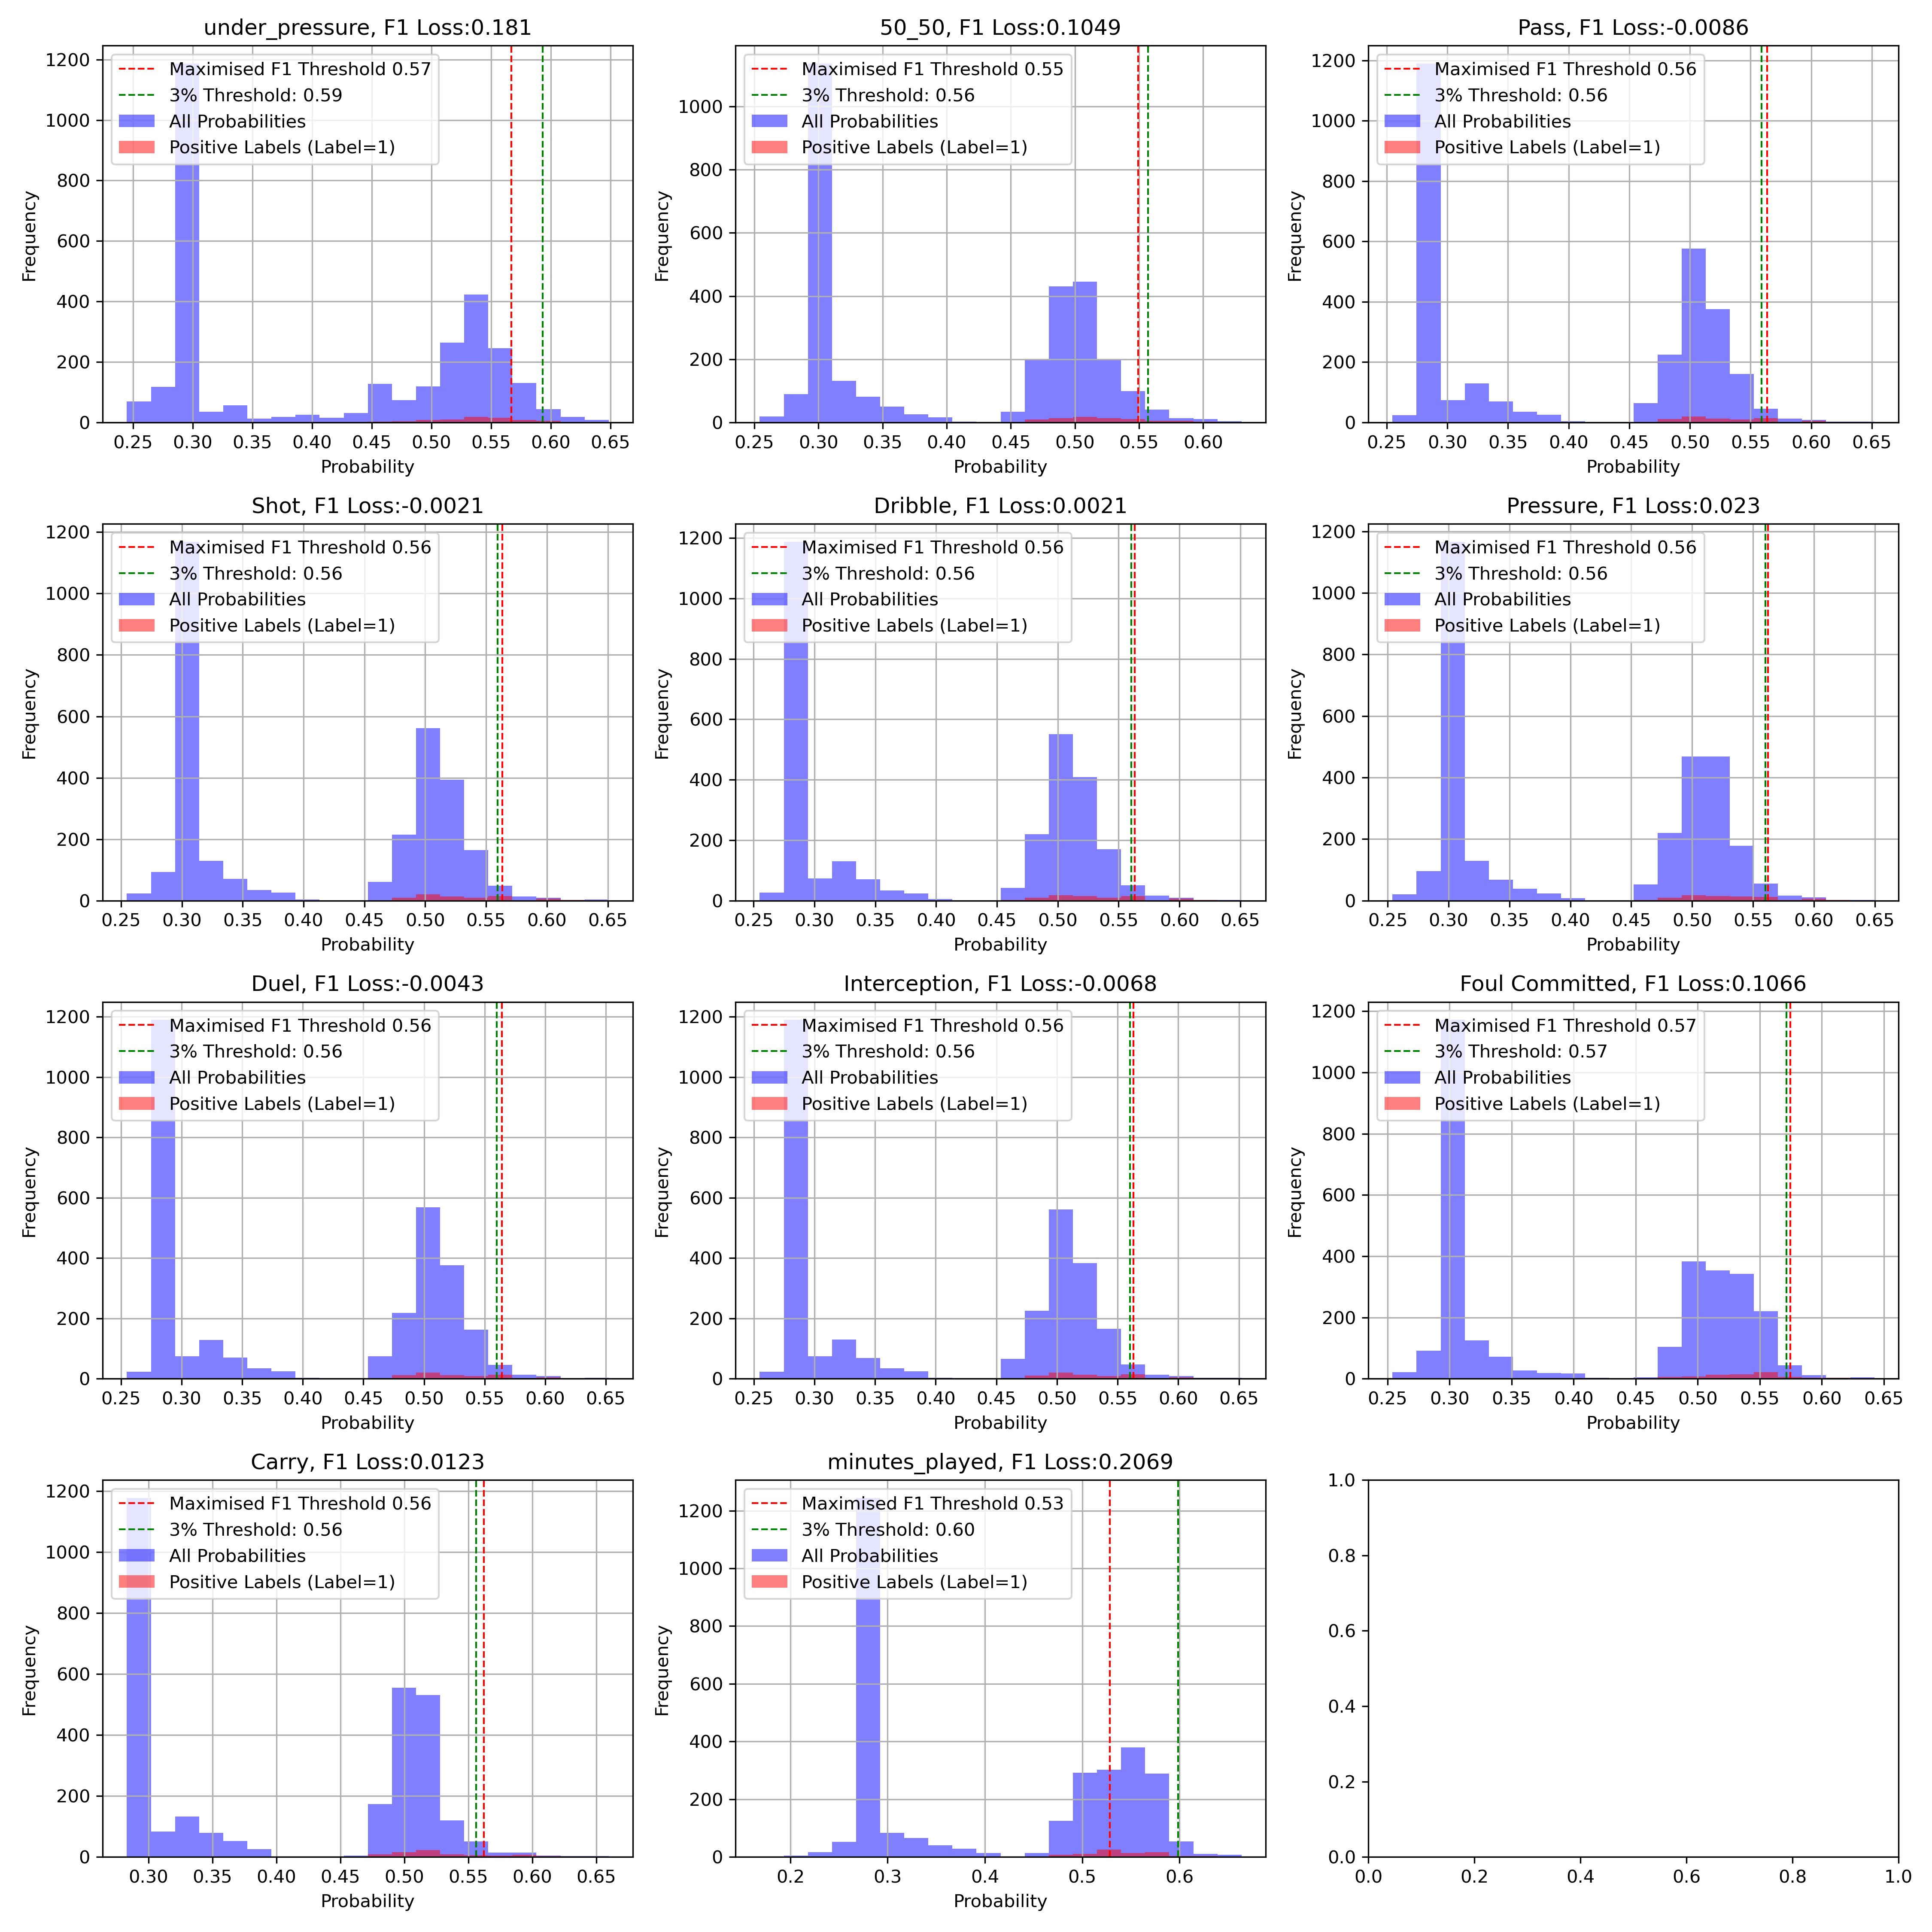 under_pressure, F1 Loss:0.181
Maximised F1 Threshold 0.57
3% Threshold: 0.59
All Probabilities
Positive Labels (Label=1)
Frequency
1200
1000
800
600
400
200
0
0.25 0.30 0.35 0.40 0.45 0.50 0.55 0.60 0.65
Probability
50_50, F1 Loss:0.1049
Maximised F1 Threshold 0.55
3% Threshold: 0.56
All Probabilities
Positive Labels (Label=1)
Frequency
1000
800
600
400
200
0
0.25 0.30 0.35 0.40 0.45 0.50 0.55 0.60
Probability
Pass, F1 Loss:-0.0086
Maximised F1 Threshold 0.56
3% Threshold: 0.56
All Probabilities
Positive Labels (Label=1)
Frequency
1200
1000
800
600
400
200
0
0.25 0.30 0.35 0.40 0.45 0.50 0.55 0.60 0.65
Probability
Shot, F1 Loss:-0.0021
Maximised F1 Threshold 0.56
3% Threshold: 0.56
All Probabilities
Positive Labels (Label=1)
Frequency
1200
1000
800
600
400
200
0
0.25 0.30 0.35 0.40 0.45 0.50 0.55 0.60 0.65
Probability
Dribble, F1 Loss:0.0021
Maximised F1 Threshold 0.56
3% Threshold: 0.56
All Probabilities
Positive Labels (Label=1)
Frequency
1200
1000
800
600
400
200
0
0.25 0.30 0.35 0.40 0.45 0.50 0.55 0.60 0.65
Probability
Pressure, F1 Loss:0.023
Maximised F1 Threshold 0.56
3% Threshold: 0.56
All Probabilities
Positive Labels (Label=1)
Frequency
1200
1000
800
600
400
200
0
0.25 0.30 0.35 0.40 0.45 0.50 0.55 0.60 0.65
Probability
Duel, F1 Loss:-0.0043
Maximised F1 Threshold 0.56
3% Threshold: 0.56
All Probabilities
Positive Labels (Label=1)
Frequency
1200
1000
800
600
400
200
0
0.25 0.30 0.35 0.40 0.45 0.50 0.55 0.60 0.65
Probability
Interception, F1 Loss:-0.0068
Maximised F1 Threshold 0.56
3% Threshold: 0.56
All Probabilities
Positive Labels (Label=1)
Frequency
1200
1000
800
600
400
200
0
0.25 0.30 0.35 0.40 0.45 0.50 0.55 0.60 0.65
Probability
Foul Committed, F1 Loss:0.1066
Maximised F1 Threshold 0.57
3% Threshold: 0.57
All Probabilities
Positive Labels (Label=1)
Frequency
1200
1000
800
600
400
200
0
0.25 0.30 0.35 0.40 0.45 0.50 0.55 0.60 0.65
Probability
Carry, F1 Loss:0.0123
Maximised F1 Threshold 0.56
3% Threshold: 0.56
All Probabilities
Positive Labels (Label=1)
Frequency
1200
1000
800
600
400
200
0
0.30 0.35 0.40 0.45 0.50 0.55 0.60 0.65
Probability
minutes_played, F1 Loss:0.2069
Maximised F1 Threshold 0.53
3% Threshold: 0.60
All Probabilities
Positive Labels (Label=1)
Frequency
1200
1000
800
600
400
200
0
0.2 0.3 0.4 0.5 0.6
Probability
1.0
0.8
0.6
0.4
0.2
0.0
0.0 0.2 0.4 0.6 0.8 1.0